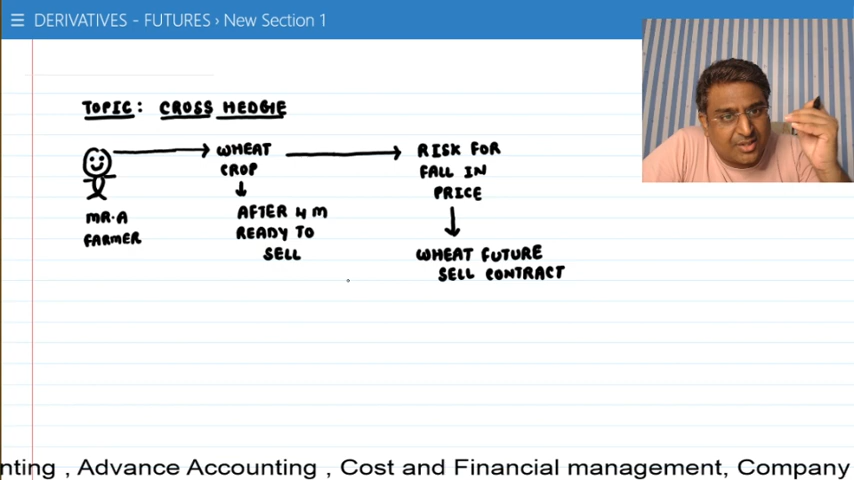 DERIVATIVES - FUTURES › New Section 1
TOPIC: CROSS HEDGE
WHEAT
CROP
AFTER 4 M
READY TO
SELL
RISK FOR
FALL IN
PRICE
WHEAT FUTURE
SELL CONTRACT
MR.A
FARMER
nting , Advance Accounting , Cost and Financial management, Company